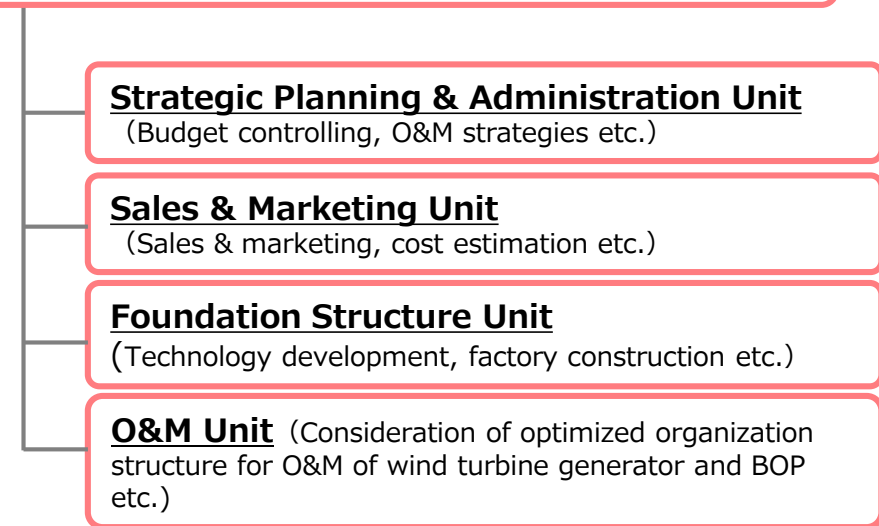 Strategic Planning & Administration Unit
（Budget controlling, O&M strategies etc.）
Sales & Marketing Unit
（Sales & marketing, cost estimation etc.）
Foundation Structure Unit
(Technology development, factory construction etc.）
O&M Unit（Consideration of optimized organization
structure for O&M of wind turbine generator and BOP
etc.)